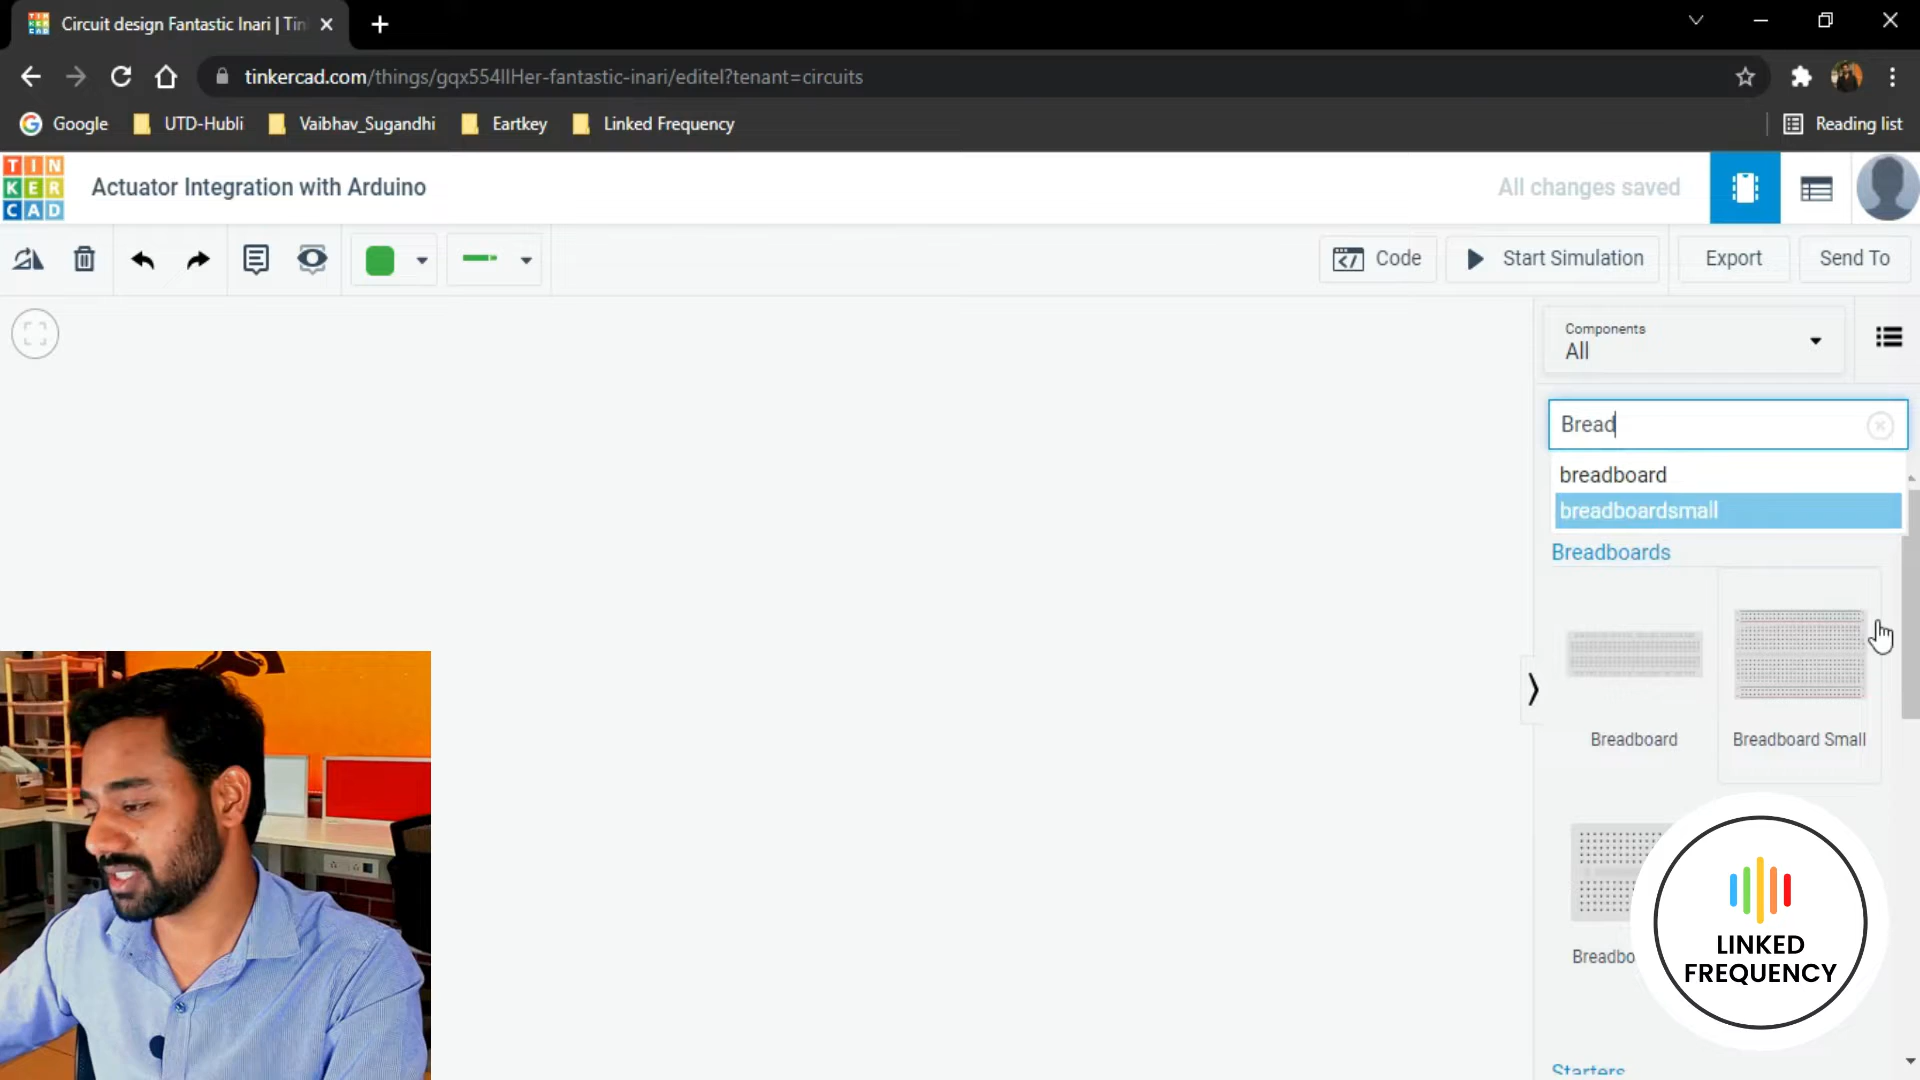 Circuit design Fantastic Inari | Tin
tinkercad.com/things/gqx554IIHer-fantastic-inari/editel?tenant=circuits
Google
UTD-Hubli
Vaibhav_Sugandhi
Eartkey
Linked Frequency
Reading list
TIN
KER
CAD
Actuator Integration with Arduino
All changes saved
Code
Start Simulation
Export
Send To
Components
All
Bread
breadboard
breadboardsmall
Breadboards
Breadboard
Breadboard Small
Breadbo
LINKED
FREQUENCY
Starters